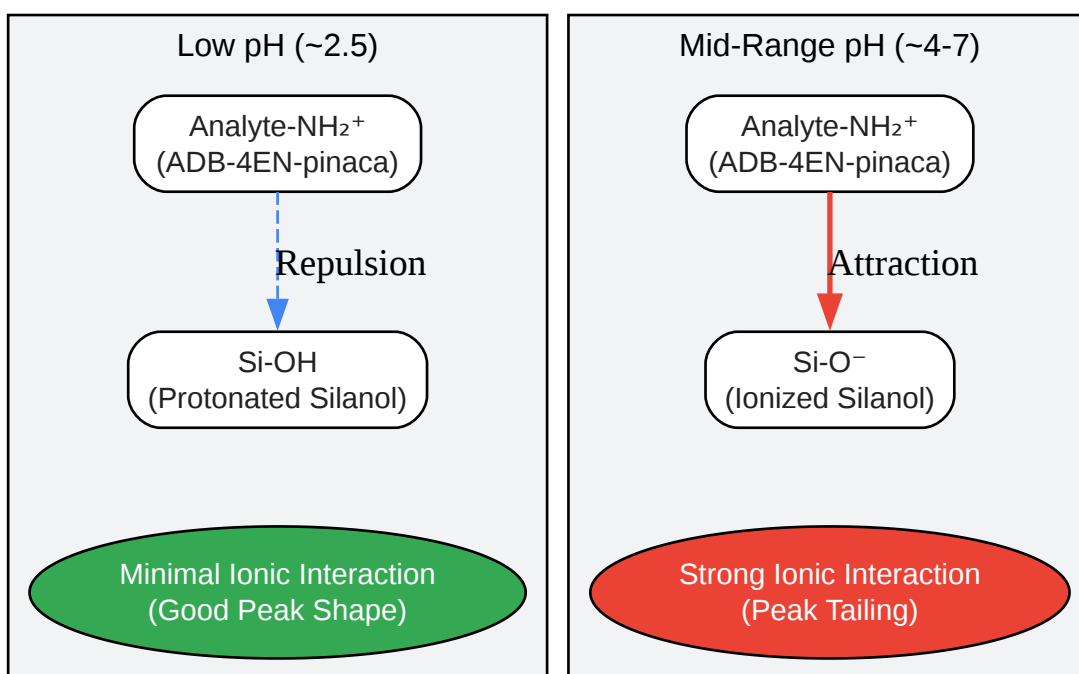 Low pH (~2.5)
Analyte-NH₂⁺
(ADB-4EN-pinaca)
Repulsion
Si-OH
(Protonated Silanol)
Minimal Ionic Interaction
(Good Peak Shape)
Mid-Range pH (~4-7)
Analyte-NH₂⁺
(ADB-4EN-pinaca)
Attraction
Si-O⁻
(Ionized Silanol)
Strong Ionic Interaction
(Peak Tailing)